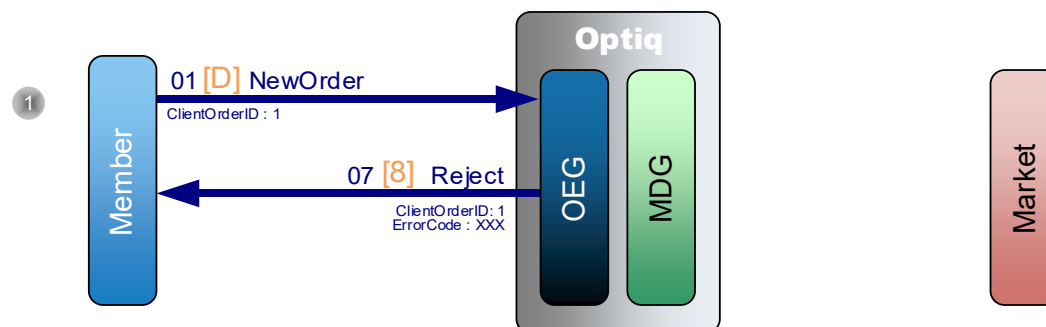 Optiq
1
01 [D] NewOrder
ClientOrderID : 1
Member
07 [8] Reject
ClientOrderID: 1
ErrorCode : XXX
OEG
MDG
Market